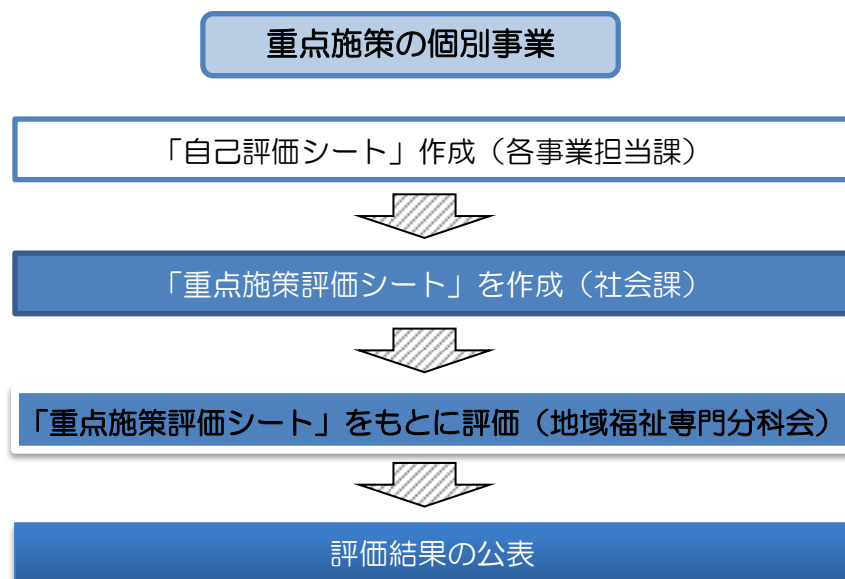 重点施策の個別事業
「自己評価シート」作成（各事業担当課）
「重点施策評価シート」を作成（社会課）
「重点施策評価シート」をもとに評価（地域福祉専門分科会）
評価結果の公表